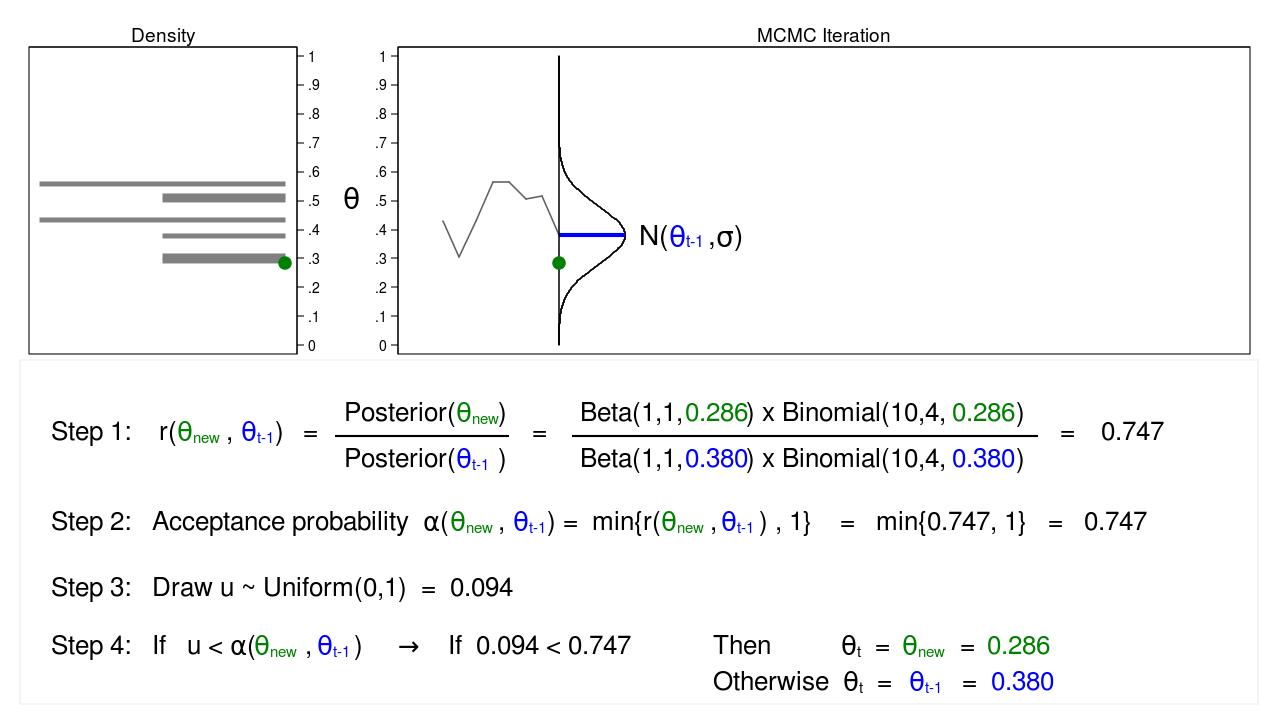 Density
MCMC Iteration
1
.9
.8
.7
.6
.5
.4
.3
.2
.1
0
θ
1
.9
.8
.7
.6
.5
.4
.3
.2
.1
0
N(θt-1 ,σ)
Step 1: r(θnew , θt-1) = Posterior(θnew) / Posterior(θt-1 ) = Beta(1,1,0.286) x Binomial(10,4, 0.286) / Beta(1,1,0.380) x Binomial(10,4, 0.380) = 0.747
Step 2: Acceptance probability α(θnew , θt-1) = min{r(θnew , θt-1 ) , 1} = min{0.747, 1} = 0.747
Step 3: Draw u ~ Uniform(0,1) = 0.094
Step 4: If u < α(θnew , θt-1 ) → If 0.094 < 0.747 Then θt = θnew = 0.286
Otherwise θt = θt-1 = 0.380